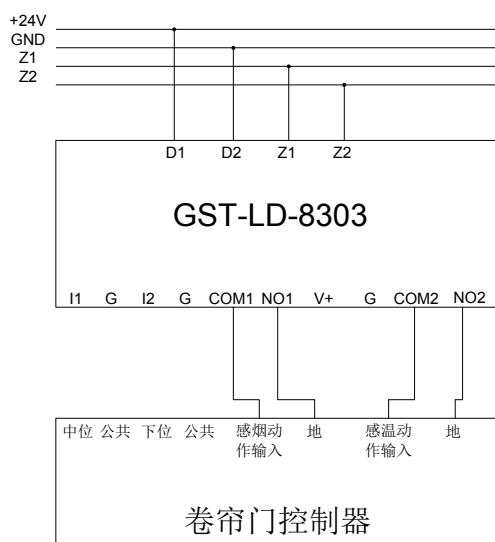 +24V
GND
Z1
Z2
D1 D2 Z1 Z2
GST-LD-8303
I1 G I2 G COM1 NO1 V+ G COM2 NO2
中位 公共 下位 公共 感烟动 地 感温动 地
作输入 作输入
卷帘门控制器